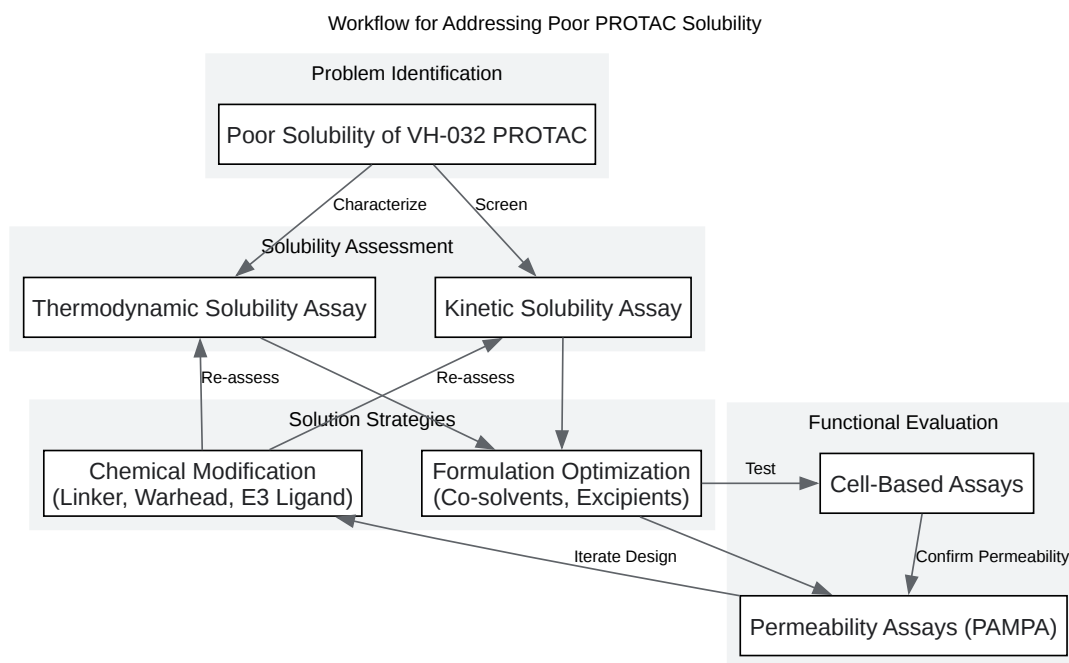 Workflow for Addressing Poor PROTAC Solubility
Problem Identification
Poor Solubility of VH-032 PROTAC
Characterize
Screen
Solubility Assessment
Thermodynamic Solubility Assay
Kinetic Solubility Assay
Re-assess
Re-assess
Solution Strategies
Functional Evaluation
Chemical Modification
(Linker, Warhead, E3 Ligand)
Formulation Optimization
(Co-solvents, Excipients)
Test
Cell-Based Assays
Iterate Design
Confirm Permeability
Permeability Assays (PAMPA)